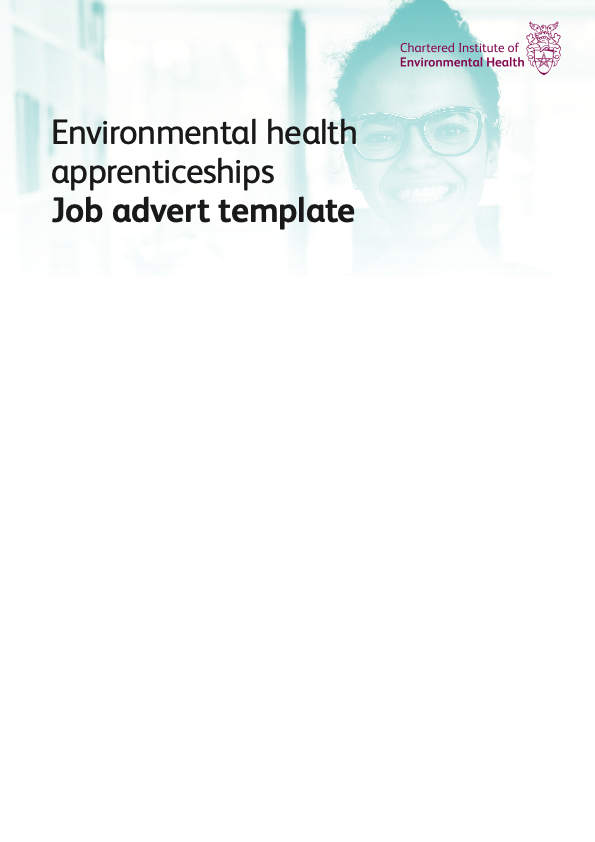 Chartered Institute of
Environmental Health
Environmental health
apprenticeships
Job advert template